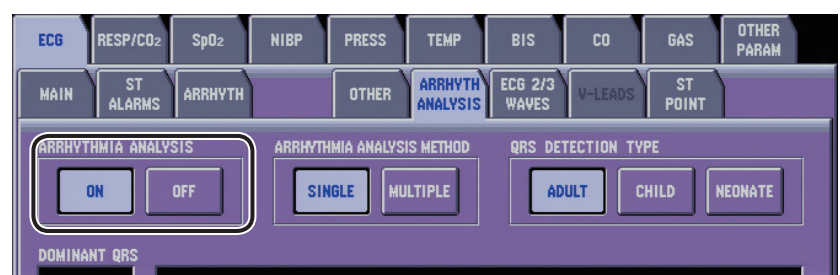 ECG RESP/CO2 SpO2 NIBP PRESS TEMP BIS CO GAS OTHER PARAM
MAIN ST ALARMS ARRHYTH OTHER ARRHYTH ANALYSIS ECG 2/3 WAVES V-LEADS ST POINT
ARRHYTHMIA ANALYSIS ARRHYTHMIA ANALYSIS METHOD QRS DETECTION TYPE
ON OFF SINGLE MULTIPLE ADULT CHILD NEONATE
DOMINANT QRS